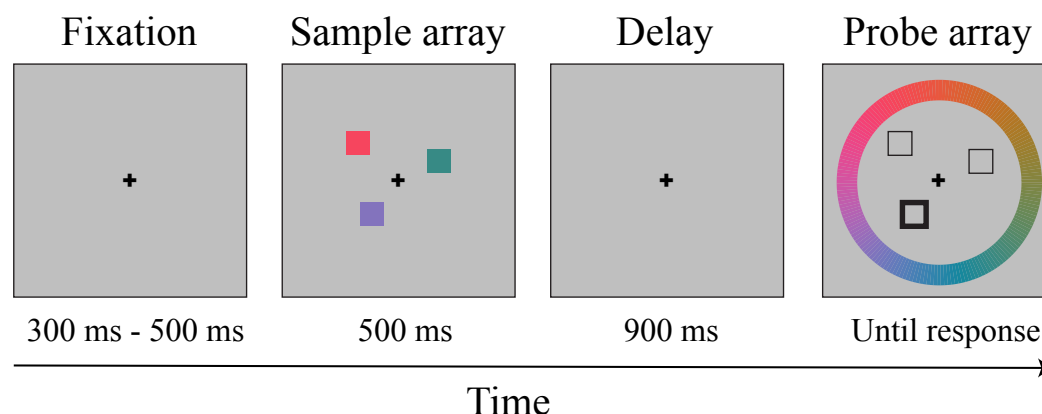 Fixation
Sample array
Delay
Probe array
300 ms - 500 ms
500 ms
900 ms
Until response
Time